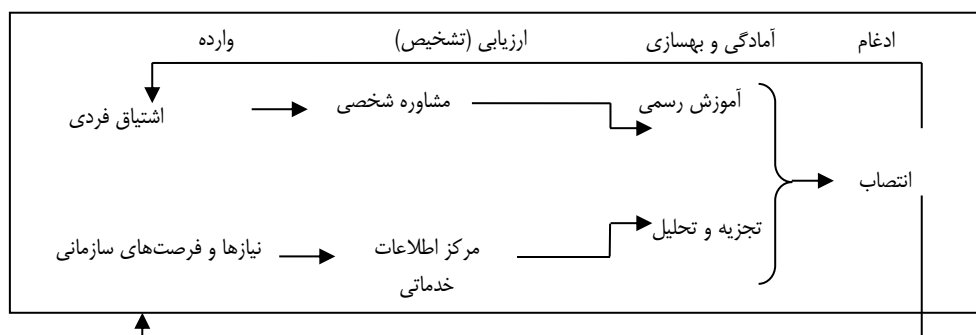 وارده
ارزیابی (تشخیص)
آمادگی و بهسازی
ادغام
اشتیاق فردی
مشاوره شخصی
آموزش رسمی
انتصاب
نیازها و فرصت‌های سازمانی
مرکز اطلاعات
خدماتی
تجزیه و تحلیل